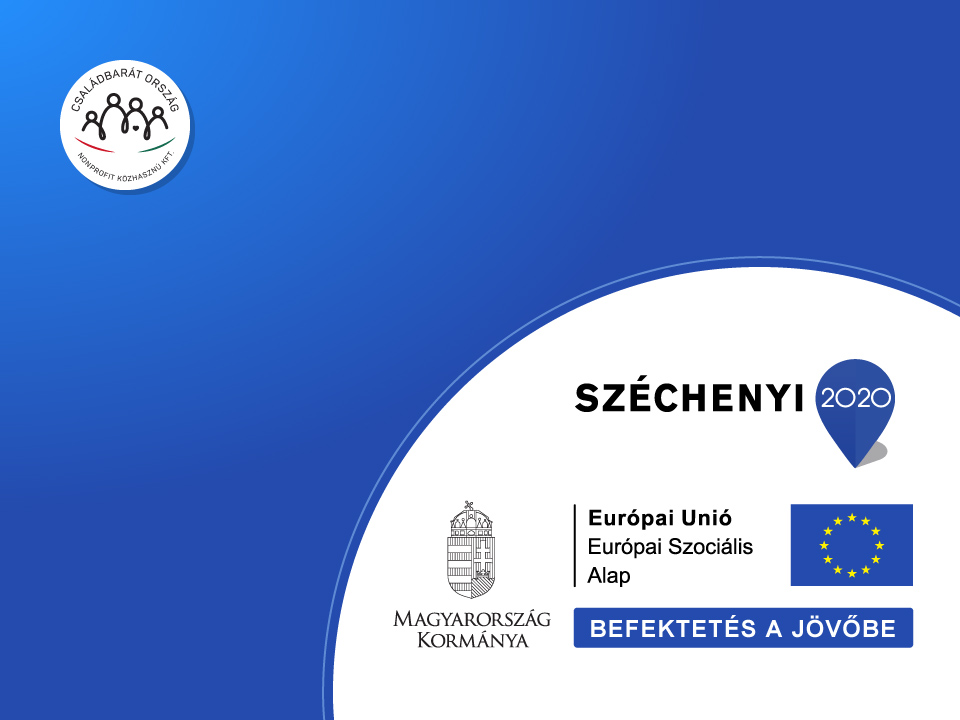 CSALÁDBARÁT ORSZÁG
NONPROFIT KÖZHASZNÚ KFT.
SZÉCHENYI 2020
Európai Unió
Európai Szociális
Alap
MAGYARORSZÁG
KORMÁNYA
BEFEKTETÉS A JÖVŐBE